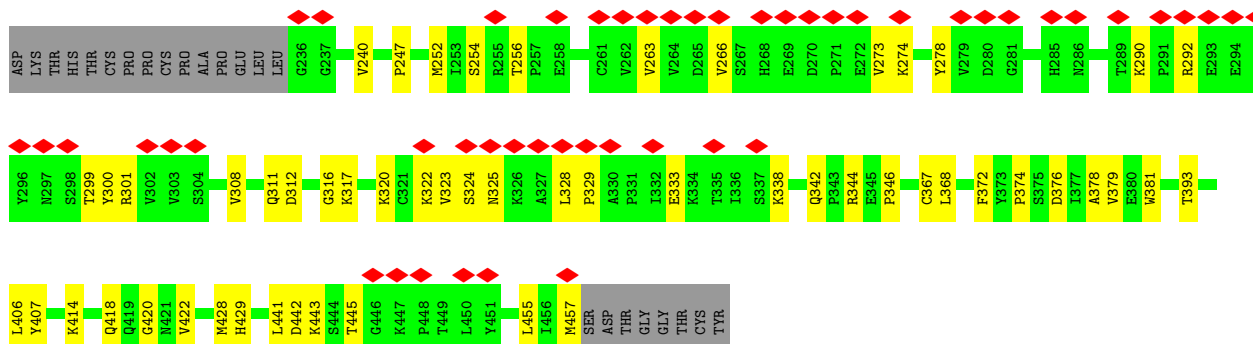 ASP LYS THR HIS THR CYS PRO PRO CYS PRO ALA PRO GLU LEU LEU G236 G237 V240 P247 M252 I253 S254 R255 T256 P257 E258 C261 V262 V263 V264 D265 V266 S267 H268 E269 D270 P271 E272 V273 K274 Y278 V279 D280 G281 H285 N286 T289 K290 P291 R292 E293 E294
Y296 N297 S298 T299 Y300 R301 V302 V303 S304 V308 Q311 D312 G316 K317 K320 C321 K322 V323 S324 N325 K326 A327 L328 P329 A330 P331 I332 E333 K334 T335 I336 S337 K338 Q342 P343 R344 E345 P346 C367 L368 F372 Y373 P374 S375 D376 I377 A378 V379 E380 W381 T393
L406 Y407 K414 Q418 Q419 G420 N421 V422 M428 H429 L441 D442 K443 S444 T445 G446 K447 P448 T449 L450 Y451 L455 I456 M457 SER ASP THR GLY GLY THR CYS TYR